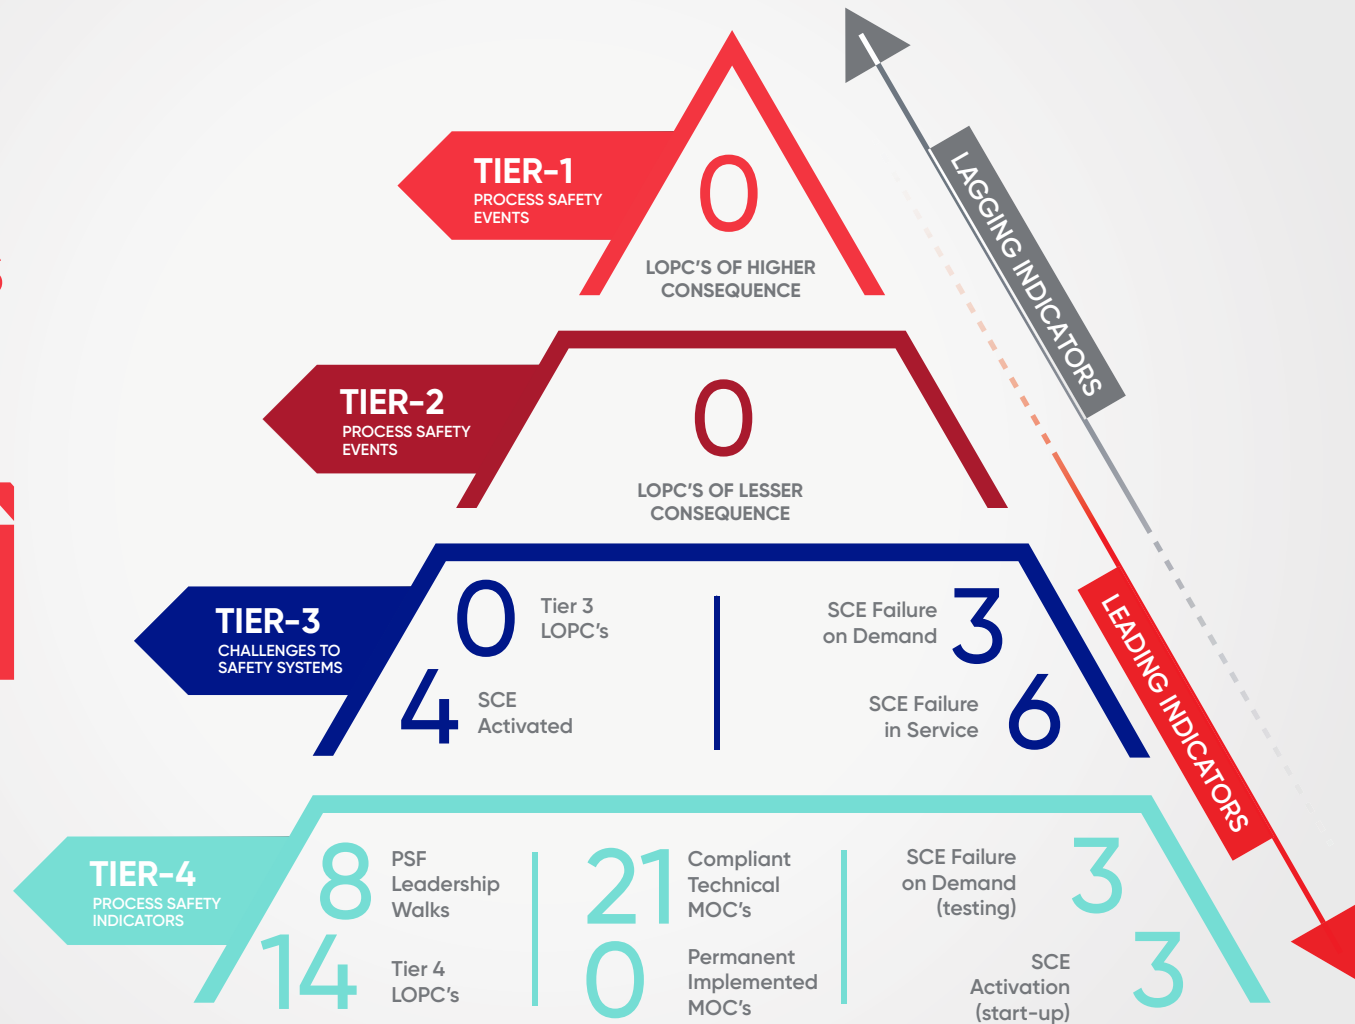 TIER-1
PROCESS SAFETY
EVENTS
0
LOPC'S OF HIGHER
CONSEQUENCE
LAGGING INDICATORS
TIER-2
PROCESS SAFETY
EVENTS
0
LOPC'S OF LESSER
CONSEQUENCE
TIER-3
CHALLENGES TO
SAFETY SYSTEMS
0
Tier 3
LOPC's
4
SCE
Activated
SCE Failure
on Demand
3
SCE Failure
in Service
6
LEADING INDICATORS
TIER-4
PROCESS SAFETY
INDICATORS
8
PSF
Leadership
Walks
14
Tier 4
LOPC's
21
Compliant
Technical
MOC's
0
Permanent
Implemented
MOC's
SCE Failure
on Demand
(testing)
3
SCE
Activation
(start-up)
3